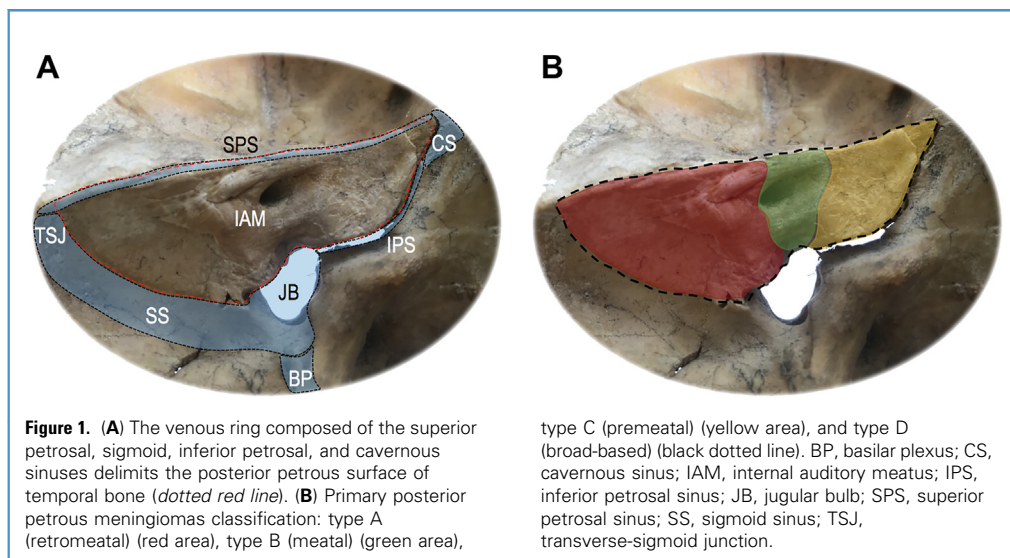 A
SPS
CS
IAM
TSJ
IPS
JB
SS
BP
B
Figure 1. (A) The venous ring composed of the superior
petrosal, sigmoid, inferior petrosal, and cavernous
sinuses delimits the posterior petrous surface of
temporal bone (dotted red line). (B) Primary posterior
petrous meningiomas classification: type A
(retromeatal) (red area), type B (meatal) (green area),
type C (premeatal) (yellow area), and type D
(broad-based) (black dotted line). BP, basilar plexus; CS,
cavernous sinus; IAM, internal auditory meatus; IPS,
inferior petrosal sinus; JB, jugular bulb; SPS, superior
petrosal sinus; SS, sigmoid sinus; TSJ,
transverse-sigmoid junction.